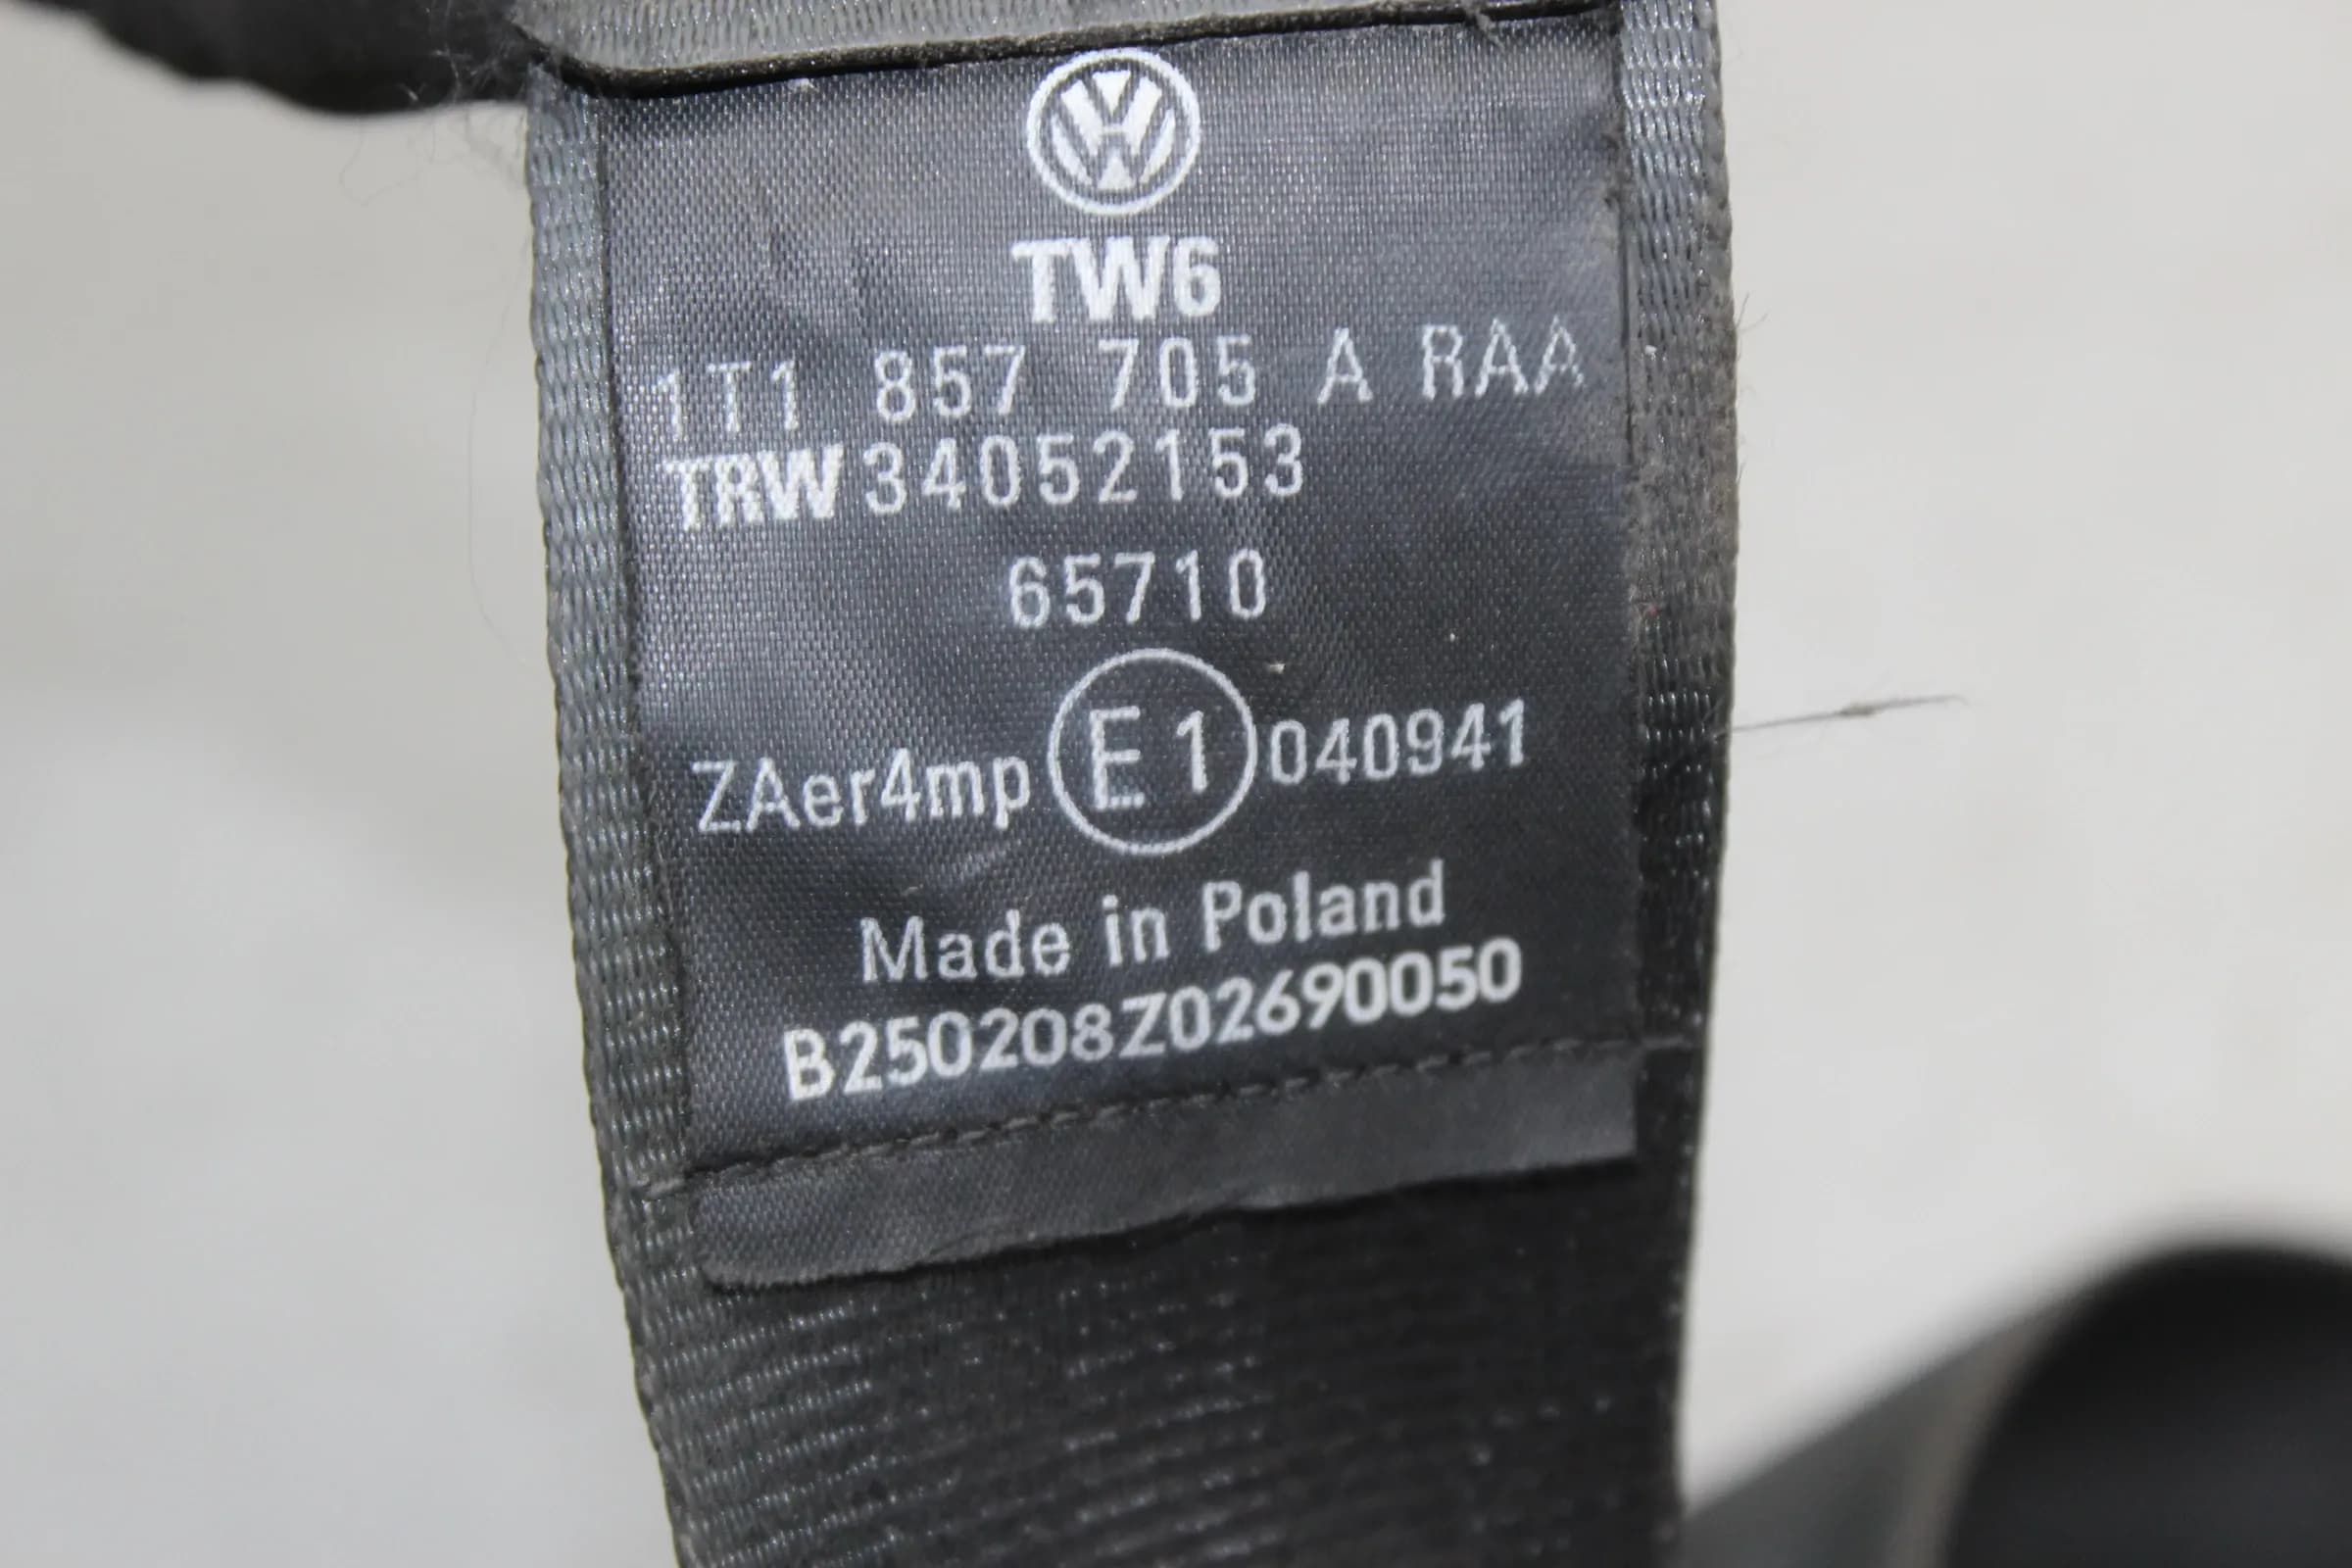 TW6
1T1 857 705 A RAA
TRW 34052153
65710
ZAer4mp E1 040941
Made in Poland
B250208Z02690050